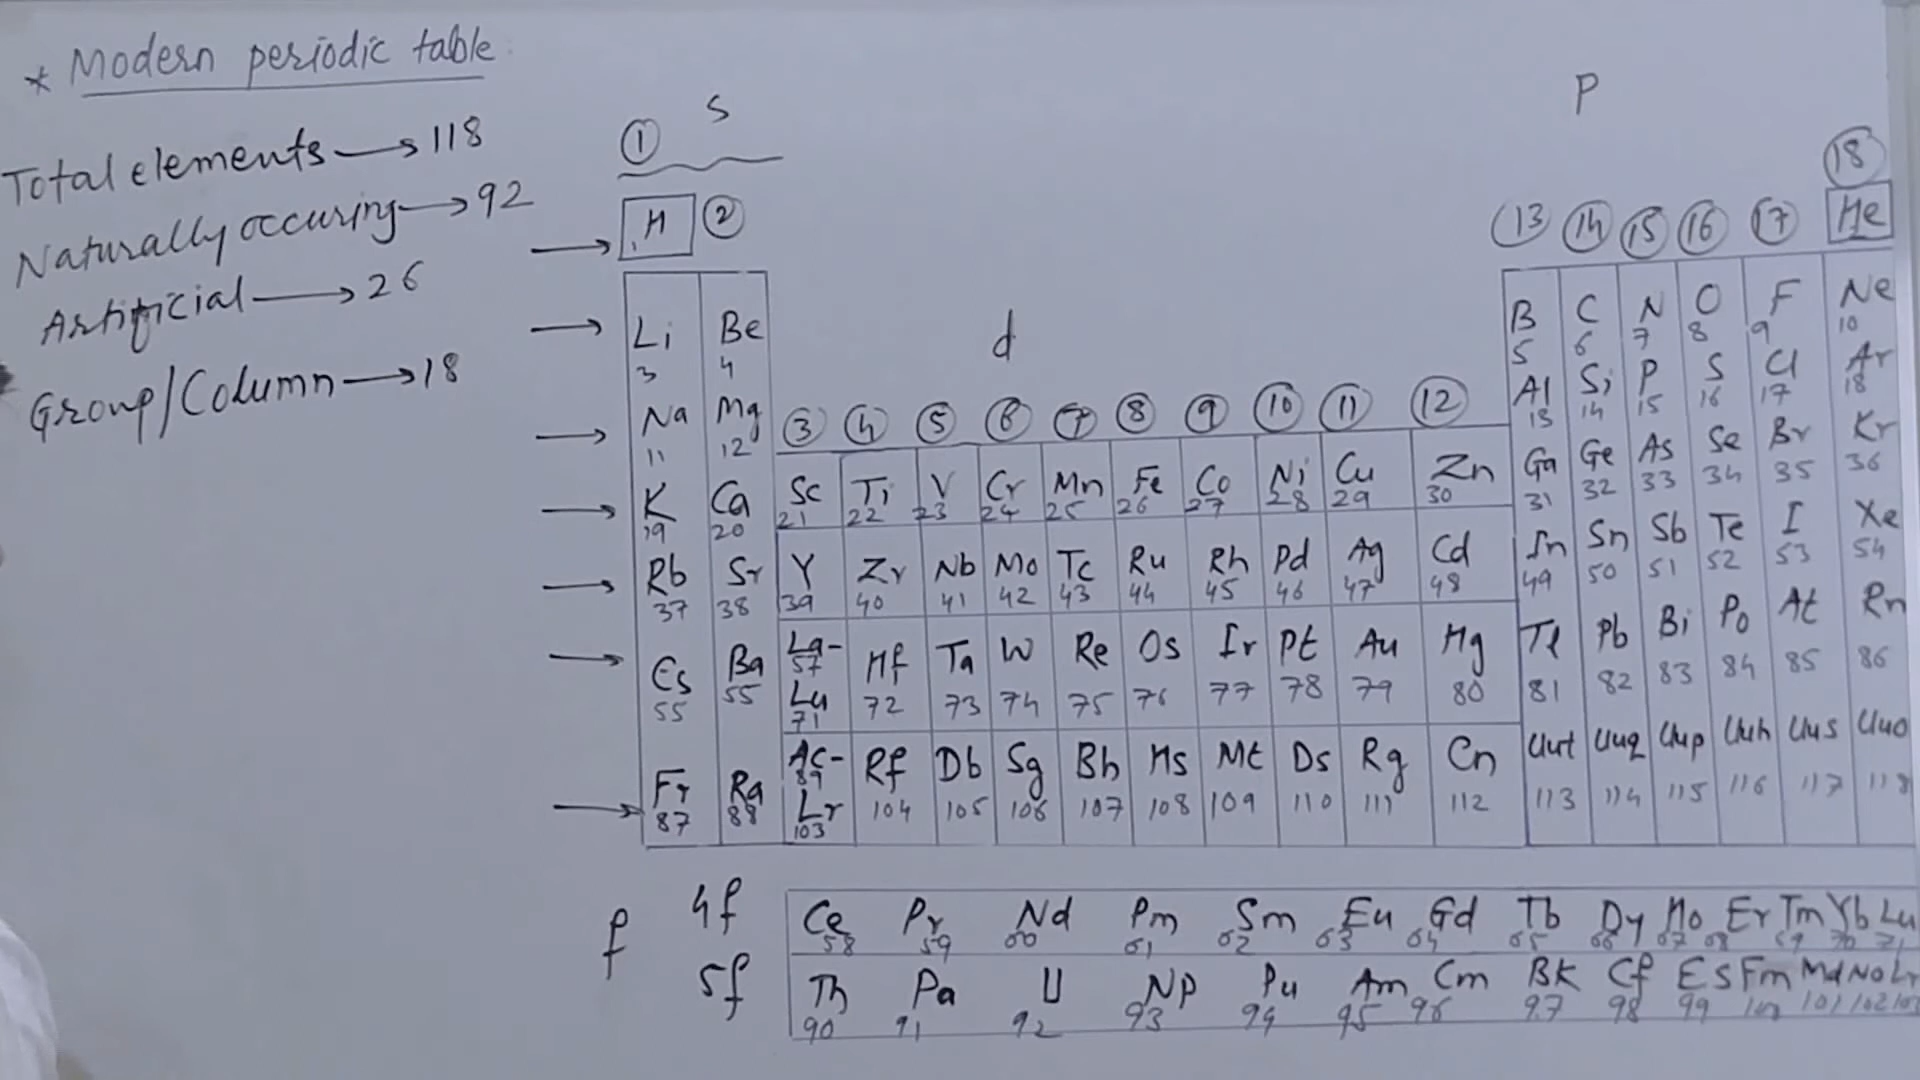 * Modern periodic table
Total elements → 118
Naturally occuring → 92
Artificial → 26
Group/Column → 18
s p
① ⑱
H ② ⑬ ⑭ ⑮ ⑯ ⑰ He
Li Be d B C N O F Ne
3 4 5 6 7 8 9 10
Na Mg ③ ④ ⑤ ⑥ ⑦ ⑧ ⑨ ⑩ ⑪ ⑫ Al Si P S Cl Ar
11 12 13 14 15 16 17 18
K Ca Sc Ti V Cr Mn Fe Co Ni Cu Zn Ga Ge As Se Br Kr
19 20 21 22 23 24 25 26 27 28 29 30 31 32 33 34 35 36
Rb Sr Y Zr Nb Mo Tc Ru Rh Pd Ag Cd In Sn Sb Te I Xe
37 38 39 40 41 42 43 44 45 46 47 48 49 50 51 52 53 54
Cs Ba La- Hf Ta W Re Os Ir Pt Au Hg Tl Pb Bi Po At Rn
55 55 57 72 73 74 75 76 77 78 79 80 81 82 83 84 85 86
Lu
71
Fr Ra Ac- Rf Db Sg Bh Hs Mt Ds Rg Cn Uut Uuq Uup Uuh Uus Uuo
87 88 89 104 105 106 107 108 109 110 111 112 113 114 115 116 117 118
Lr
103
f 4f Ce Pr Nd Pm Sm Eu Gd Tb Dy Ho Er Tm Yb Lu
58 59 60 61 62 63 64 65 66 67 68 69 70 71
5f Th Pa U Np Pu Am Cm Bk Cf Es Fm Md No Lr
90 91 92 93 94 95 96 97 98 99 100 101 102 103